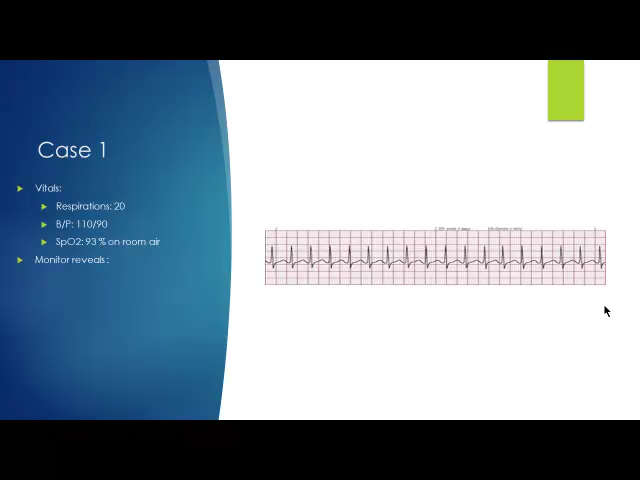 Case 1
Vitals:
Respirations: 20
B/P: 110/90
SpO2: 93 % on room air
Monitor reveals: